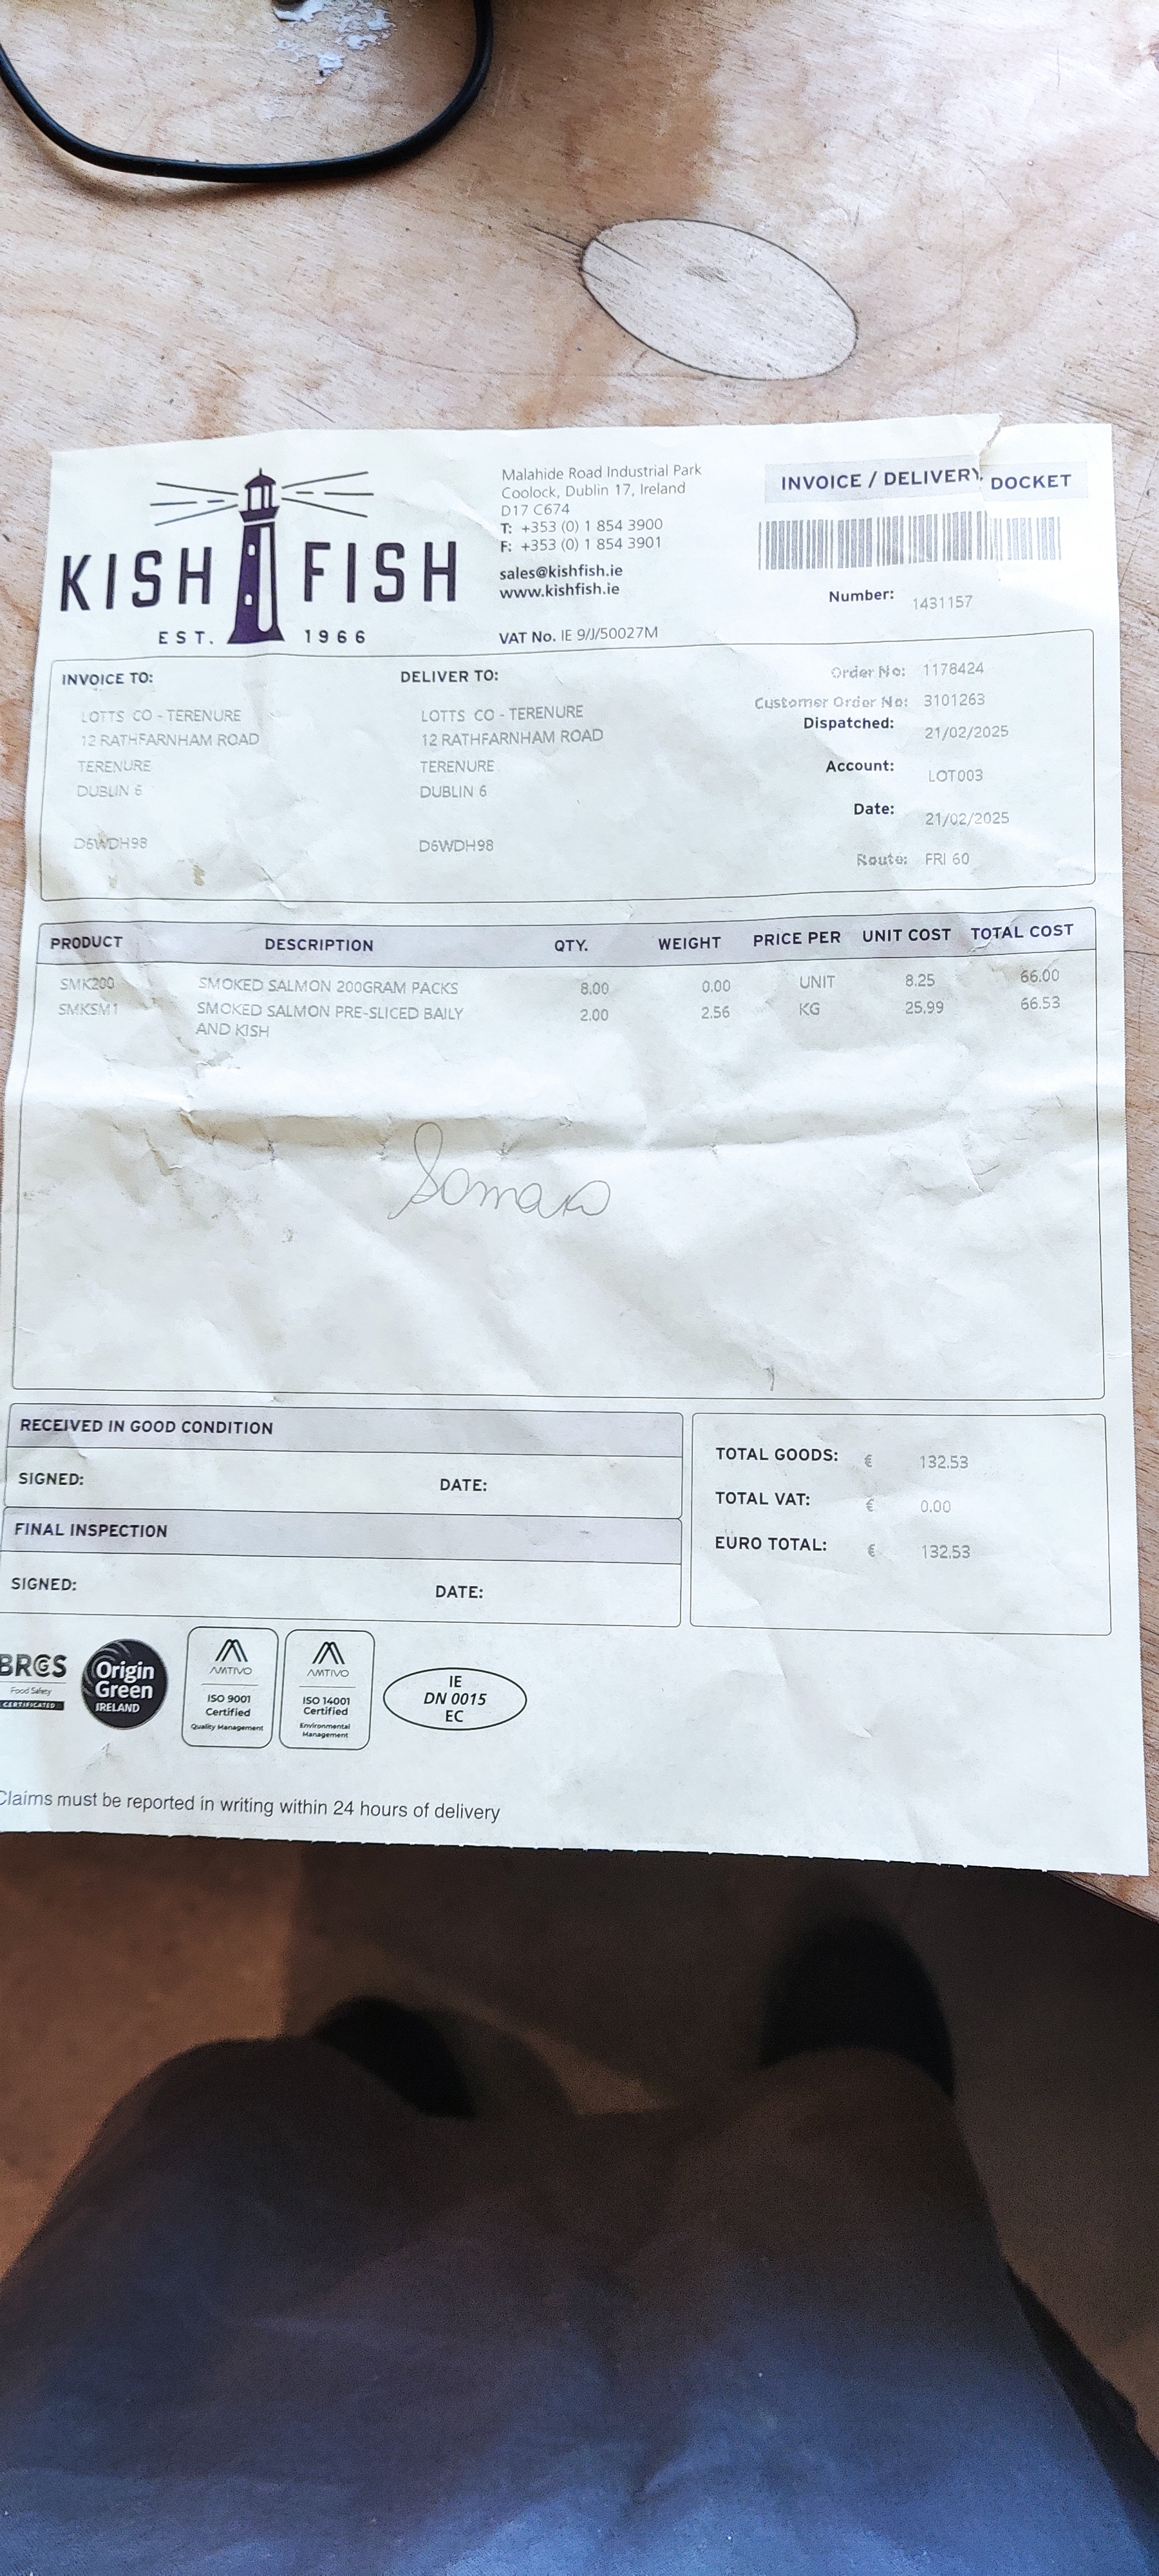 KISH FISH
EST. 1966
Malahide Road Industrial Park
Coolock, Dublin 17, Ireland
D17 C674
T: +353 (0) 1 854 3900
F: +353 (0) 1 854 3901
sales@kishfish.ie
www.kishfish.ie
VAT No. IE 9/J/50027M
INVOICE / DELIVERY DOCKET
Number: 1431157
INVOICE TO:
LOTTS CO - TERENURE
12 RATHFARNHAM ROAD
TERENURE
DUBLIN 6
D6WDH98
DELIVER TO:
LOTTS CO - TERENURE
12 RATHFARNHAM ROAD
TERENURE
DUBLIN 6
D6WDH98
Order No: 1178424
Customer Order No: 3101263
Dispatched: 21/02/2025
Account: LOT003
Date: 21/02/2025
Route: FRI 60
PRODUCT DESCRIPTION QTY. WEIGHT PRICE PER UNIT COST TOTAL COST
SMK200 SMOKED SALMON 200GRAM PACKS 8.00 0.00 UNIT 8.25 66.00
SMKSM1 SMOKED SALMON PRE-SLICED BAILY 2.00 2.56 KG 25.99 66.53
AND KISH
RECEIVED IN GOOD CONDITION
SIGNED: DATE:
FINAL INSPECTION
SIGNED: DATE:
TOTAL GOODS: € 132.53
TOTAL VAT: € 0.00
EURO TOTAL: € 132.53
BRCGS
Food Safety
CERTIFICATED
Origin
Green
IRELAND
AMTIVO
ISO 9001
Certified
Quality Management
AMTIVO
ISO 14001
Certified
Environmental
Management
IE
DN 0015
EC
Claims must be reported in writing within 24 hours of delivery